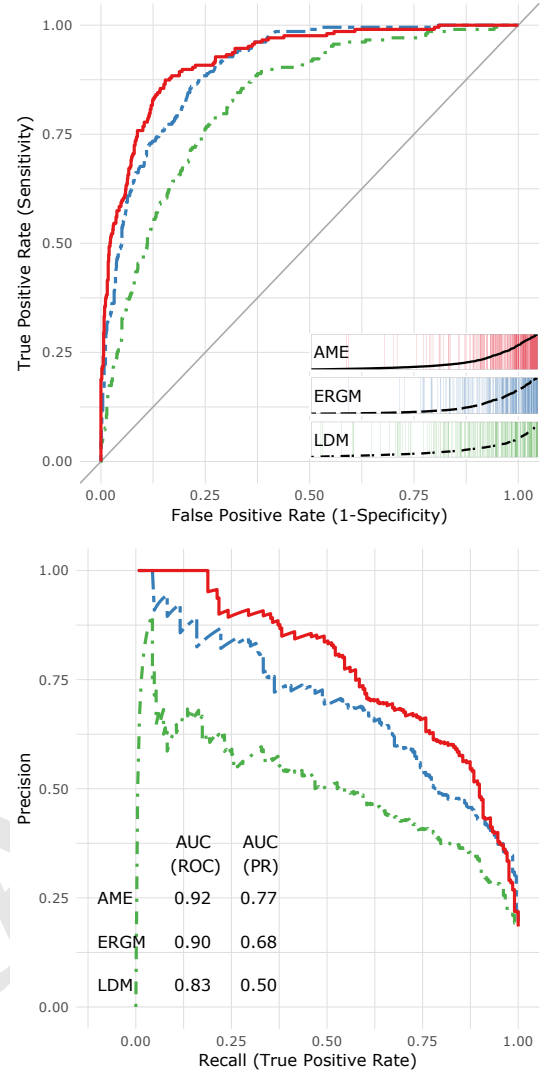 1.00
0.75
0.50
0.25
0.00
True Positive Rate (Sensitivity)
AME
ERGM
LDM
0.00 0.25 0.50 0.75 1.00
False Positive Rate (1-Specificity)
1.00
0.75
0.50
0.25
0.00
Precision
AUC AUC
(ROC) (PR)
AME 0.92 0.77
ERGM 0.90 0.68
LDM 0.83 0.50
0.00 0.25 0.50 0.75 1.00
Recall (True Positive Rate)